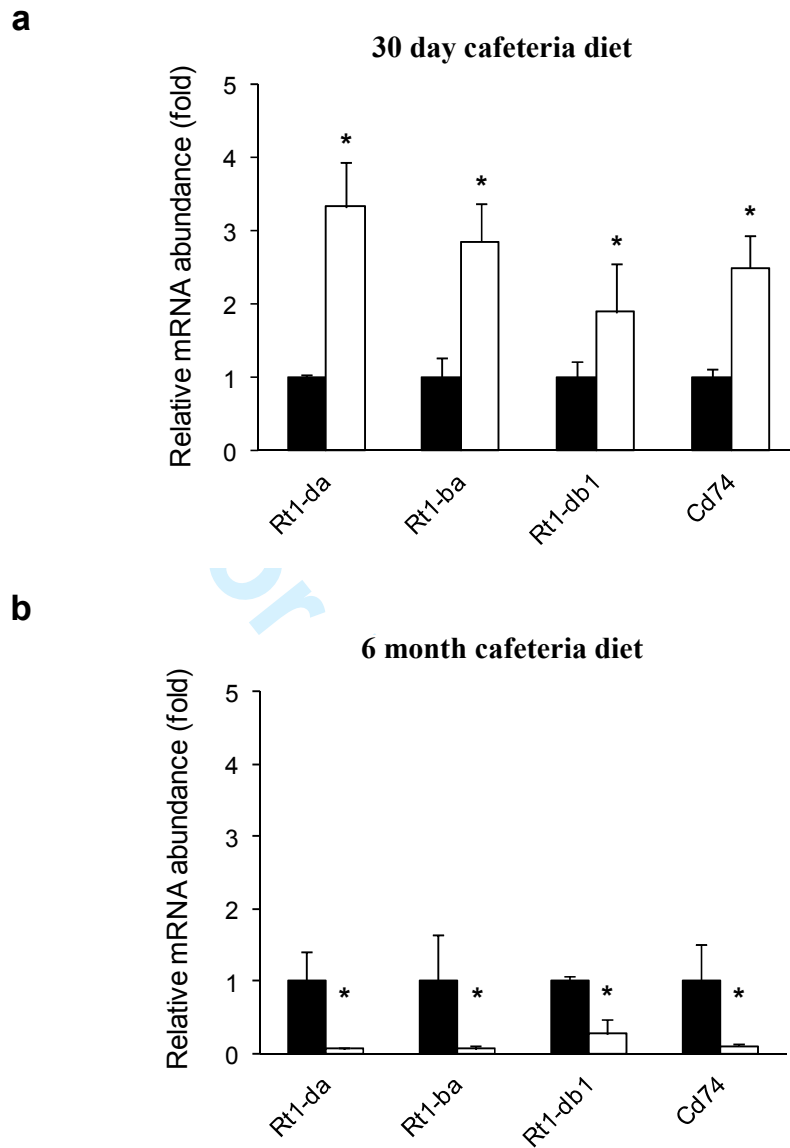 a
30 day cafeteria diet
Relative mRNA abundance (fold)
5
4
3
2
1
0
*
*
*
*
Rt1-da
Rt1-ba
Rt1-db1
Cd74
or
b
6 month cafeteria diet
Relative mRNA abundance (fold)
5
4
3
2
1
0
*
*
*
*
Rt1-da
Rt1-ba
Rt1-db1
Cd74